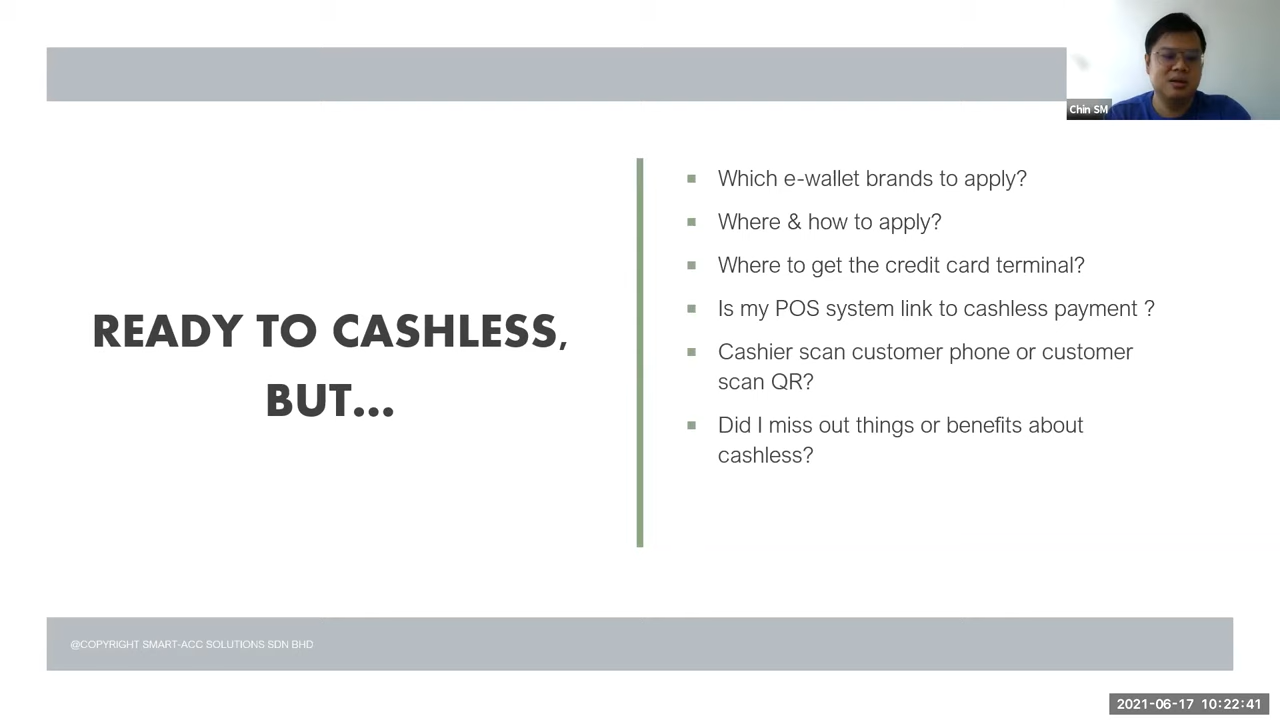 Chin SM
READY TO CASHLESS,
BUT...
Which e-wallet brands to apply?
Where & how to apply?
Where to get the credit card terminal?
Is my POS system link to cashless payment ?
Cashier scan customer phone or customer
scan QR?
Did I miss out things or benefits about
cashless?
@COPYRIGHT SMART-ACC SOLUTIONS SDN BHD
2021-06-17 10:22:41